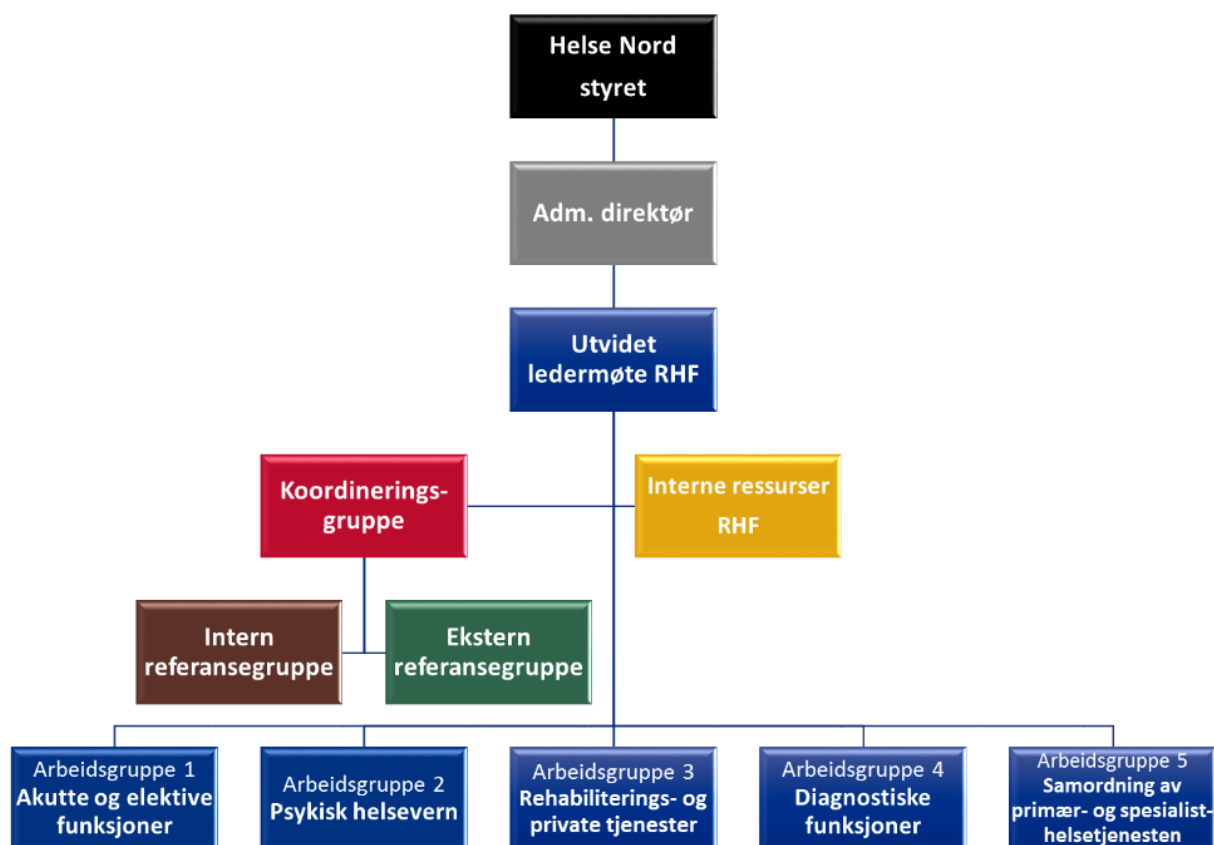 Helse Nord
styret
Adm. direktør
Utvidet
ledermøte RHF
Koordinerings-
gruppe
Interne ressurser
RHF
Intern
referansegruppe
Ekstern
referansegruppe
Arbeidsgruppe 1
Akutte og elektive
funksjoner
Arbeidsgruppe 2
Psykisk helsevern
Arbeidsgruppe 3
Rehabiliterings- og
private tjenester
Arbeidsgruppe 4
Diagnostiske
funksjoner
Arbeidsgruppe 5
Samordning av
primær- og spesialist-
helsetjenesten